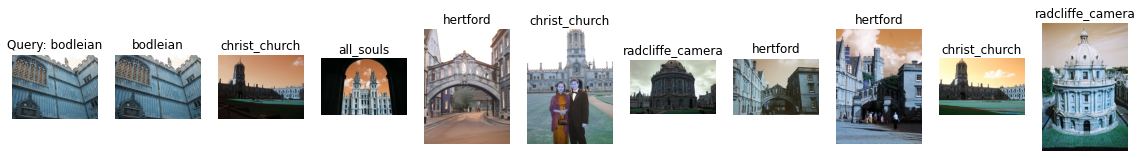 Query: bodleian
bodleian
christ_church
all_souls
hertford
christ_church
radcliffe_camera
hertford
hertford
christ_church
radcliffe_camera